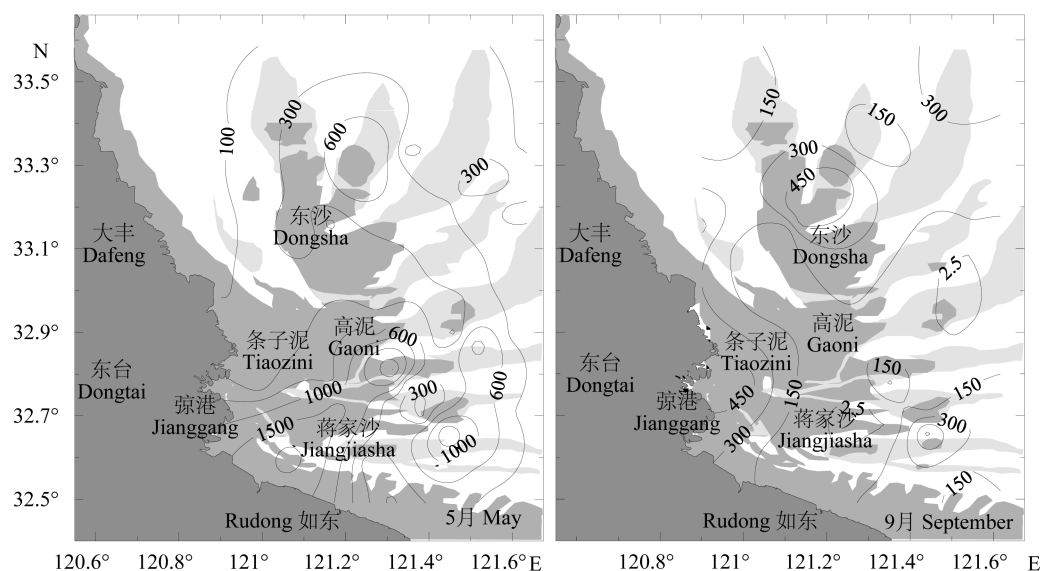 N
33.5°
33.3°
33.1°
32.9°
32.7°
32.5°
100
300
600
300
东沙
Dongsha
大丰
Dafeng
高泥
Gaoni
600
条子泥
Tiaozini
东台
Dongtai
1000
300
600
弶港
Jianggang
1500
蒋家沙
Jiangjiasha
1000
Rudong 如东
5月 May
120.6°
120.8°
121°
121.2°
121.4°
121.6°
E
150
150
300
300
450
东沙
Dongsha
大丰
Dafeng
2.5
高泥
Gaoni
条子泥
Tiaozini
东台
Dongtai
150
150
150
450
2.5
弶港
Jianggang
蒋家沙
Jiangjiasha
300
300
150
Rudong 如东
9月 September
120.8°
121°
121.2°
121.4°
121.6°
E